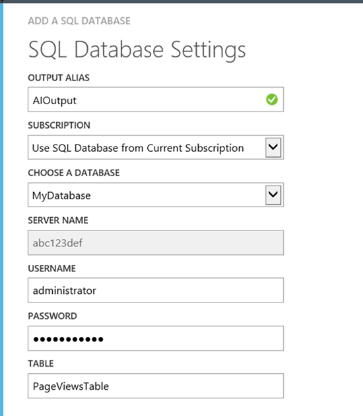 ADD A SQL DATABASE
SQL Database Settings
OUTPUT ALIAS
AIOutput
SUBSCRIPTION
Use SQL Database from Current Subscription
CHOOSE A DATABASE
MyDatabase
SERVER NAME
abc123def
USERNAME
administrator
PASSWORD
●●●●●●●●●●●
TABLE
PageViewsTable